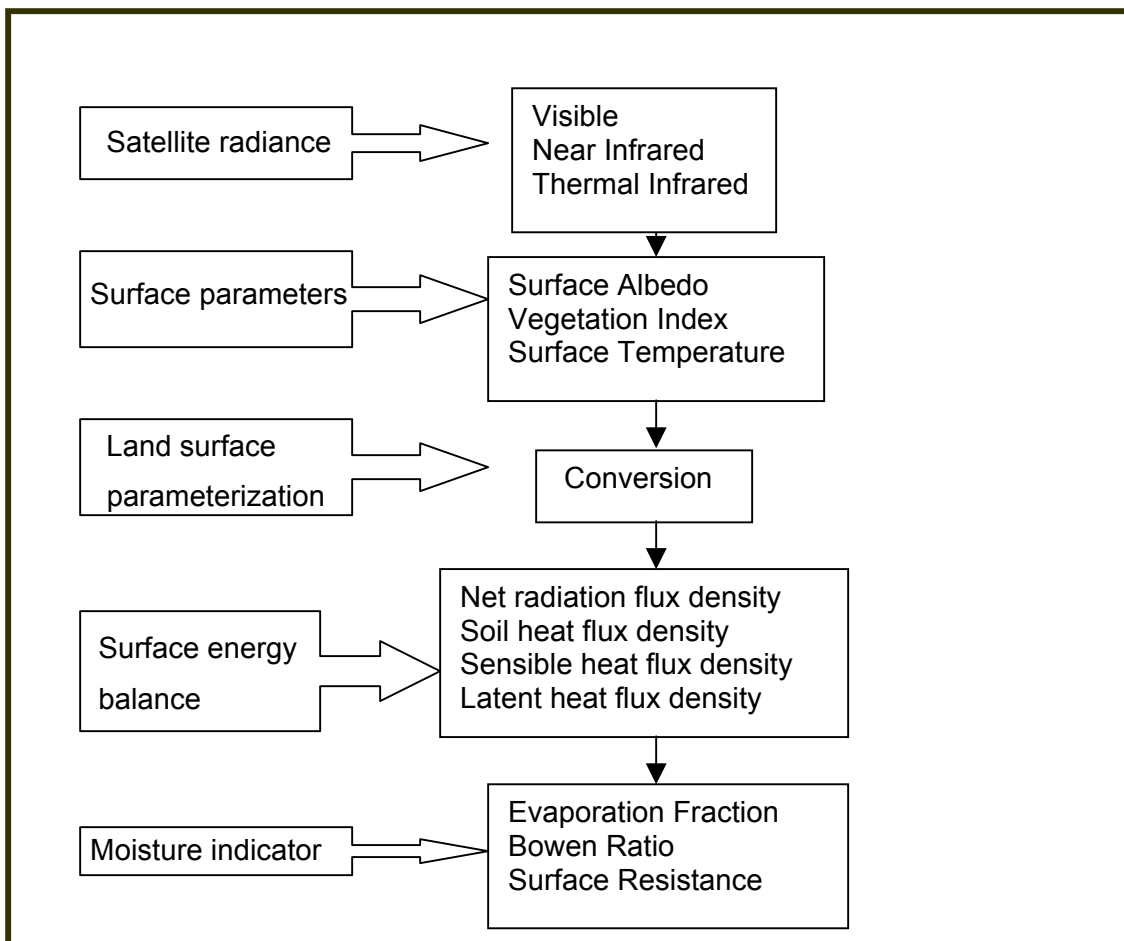 Satellite radiance
Visible
Near Infrared
Thermal Infrared
Surface parameters
Surface Albedo
Vegetation Index
Surface Temperature
Land surface
parameterization
Conversion
Surface energy
balance
Net radiation flux density
Soil heat flux density
Sensible heat flux density
Latent heat flux density
Moisture indicator
Evaporation Fraction
Bowen Ratio
Surface Resistance